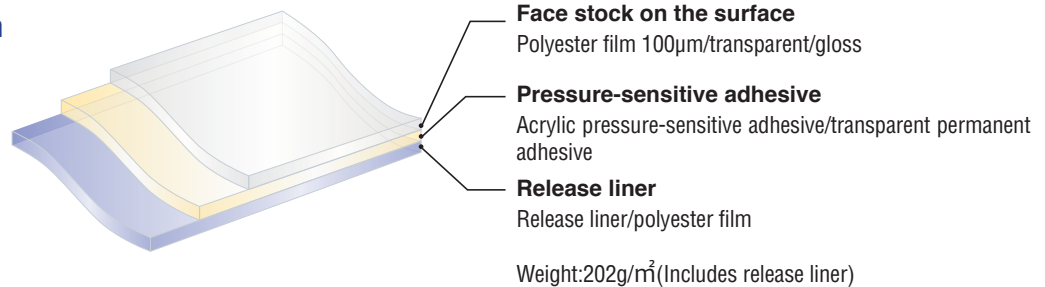 Face stock on the surface
Polyester film 100μm/transparent/gloss
Pressure-sensitive adhesive
Acrylic pressure-sensitive adhesive/transparent permanent
adhesive
Release liner
Release liner/polyester film
Weight:202g/㎡(Includes release liner)